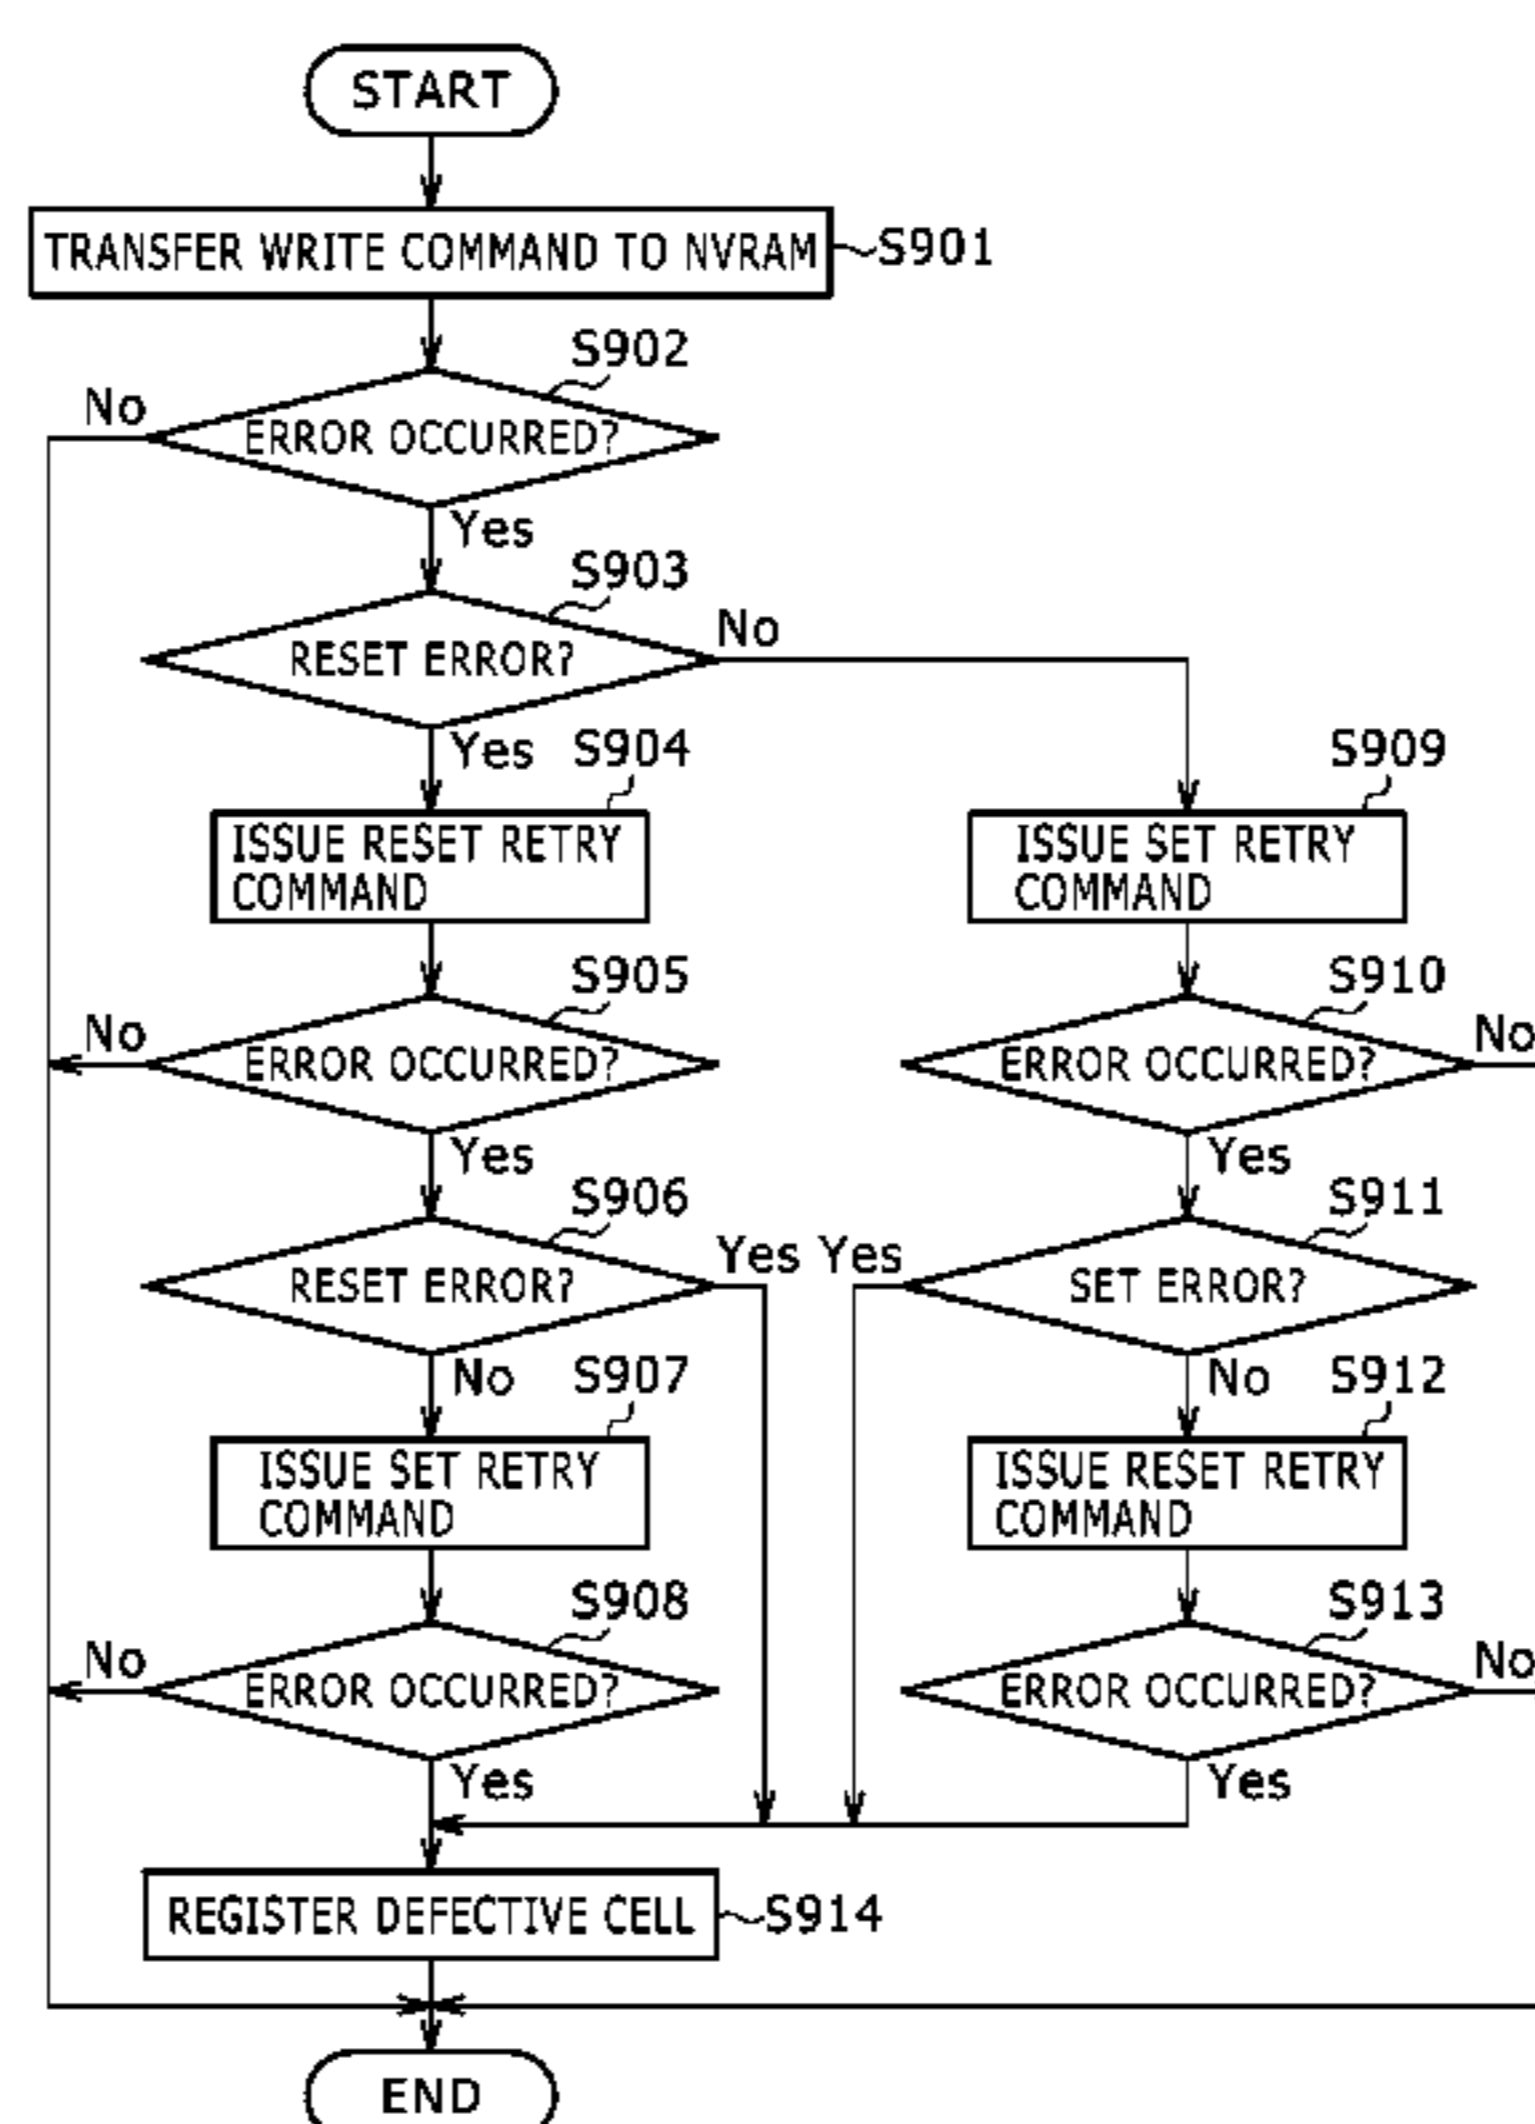 START
TRANSFER WRITE COMMAND TO NVRAM
S901
S902
No
ERROR OCCURRED?
Yes
S903
No
RESET ERROR?
Yes
S904
S909
ISSUE RESET RETRY
COMMAND
ISSUE SET RETRY
COMMAND
S905
S910
No
ERROR OCCURRED?
ERROR OCCURRED?
No
Yes
Yes
S906
S911
RESET ERROR?
Yes
Yes
SET ERROR?
No
S907
No
S912
ISSUE SET RETRY
COMMAND
ISSUE RESET RETRY
COMMAND
S908
S913
No
ERROR OCCURRED?
ERROR OCCURRED?
No
Yes
Yes
REGISTER DEFECTIVE CELL
S914
END